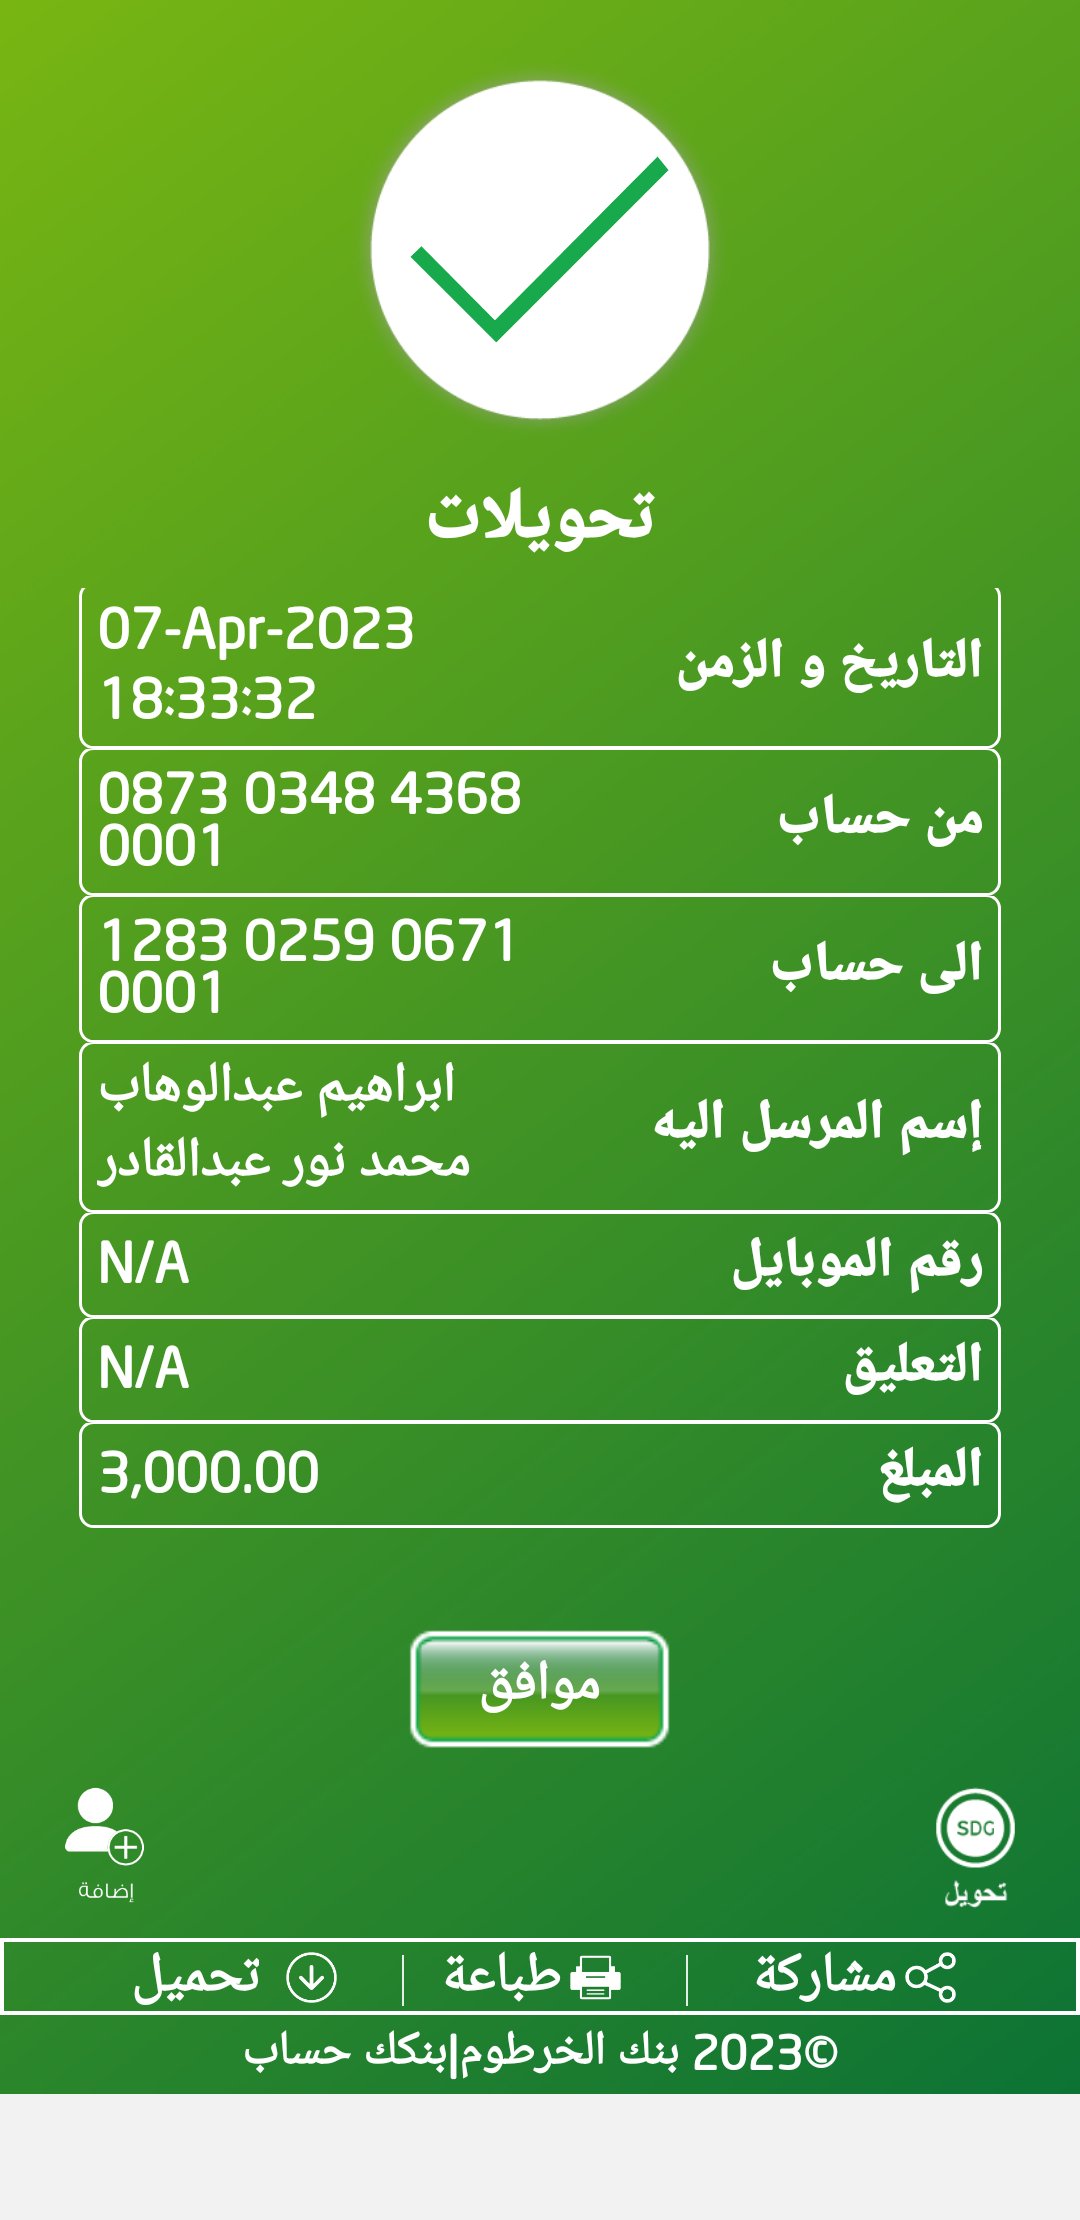 تحويلات
التاريخ و الزمن
07-Apr-2023
18:33:32
من حساب
0873 0348 4368
0001
الى حساب
1283 0259 0671
0001
إسم المرسل اليه
ابراهيم عبدالوهاب
محمد نور عبدالقادر
رقم الموبايل
N/A
التعليق
N/A
المبلغ
3,000.00
موافق
SDG
تحويل
إضافة
مشاركة
طباعة
تحميل
©2023 بنك الخرطوم|بنكك حساب